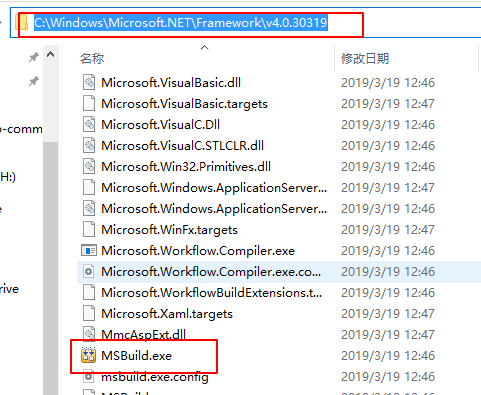 C:\Windows\Microsoft.NET\Framework\v4.0.30319
名称 修改日期
Microsoft.VisualBasic.dll 2019/3/19 12:46
Microsoft.VisualBasic.targets 2019/3/19 12:47
Microsoft.VisualC.Dll 2019/3/19 12:46
Microsoft.VisualC.STLCLR.dll 2019/3/19 12:46
Microsoft.Win32.Primitives.dll 2019/3/19 12:46
Microsoft.Windows.ApplicationServer... 2019/3/19 12:47
Microsoft.Windows.ApplicationServer... 2019/3/19 12:46
Microsoft.WinFx.targets 2019/3/19 12:47
Microsoft.Workflow.Compiler.exe 2019/3/19 12:46
Microsoft.Workflow.Compiler.exe.co... 2019/3/19 12:46
Microsoft.WorkflowBuildExtensions.t... 2019/3/19 12:46
Microsoft.Xaml.targets 2019/3/19 12:47
MmcAspExt.dll 2019/3/19 12:46
MSBuild.exe 2019/3/19 12:46
msbuild.exe.config 2019/3/19 12:46
o-comm
H:)
rive